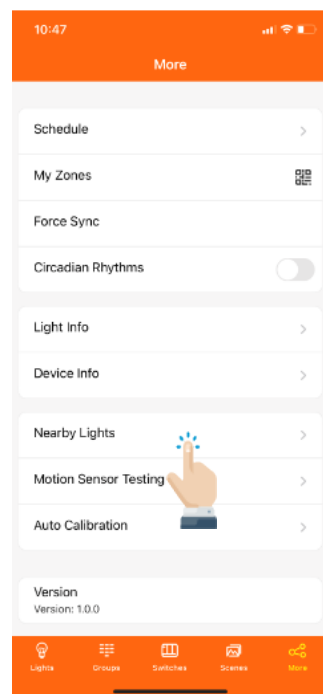 10:47
More
Schedule
My Zones
Force Sync
Circadian Rhythms
Light Info
Device Info
Nearby Lights
Motion Sensor Testing
Auto Calibration
Version
Version: 1.0.0
Lights Groups Switches Scenes More